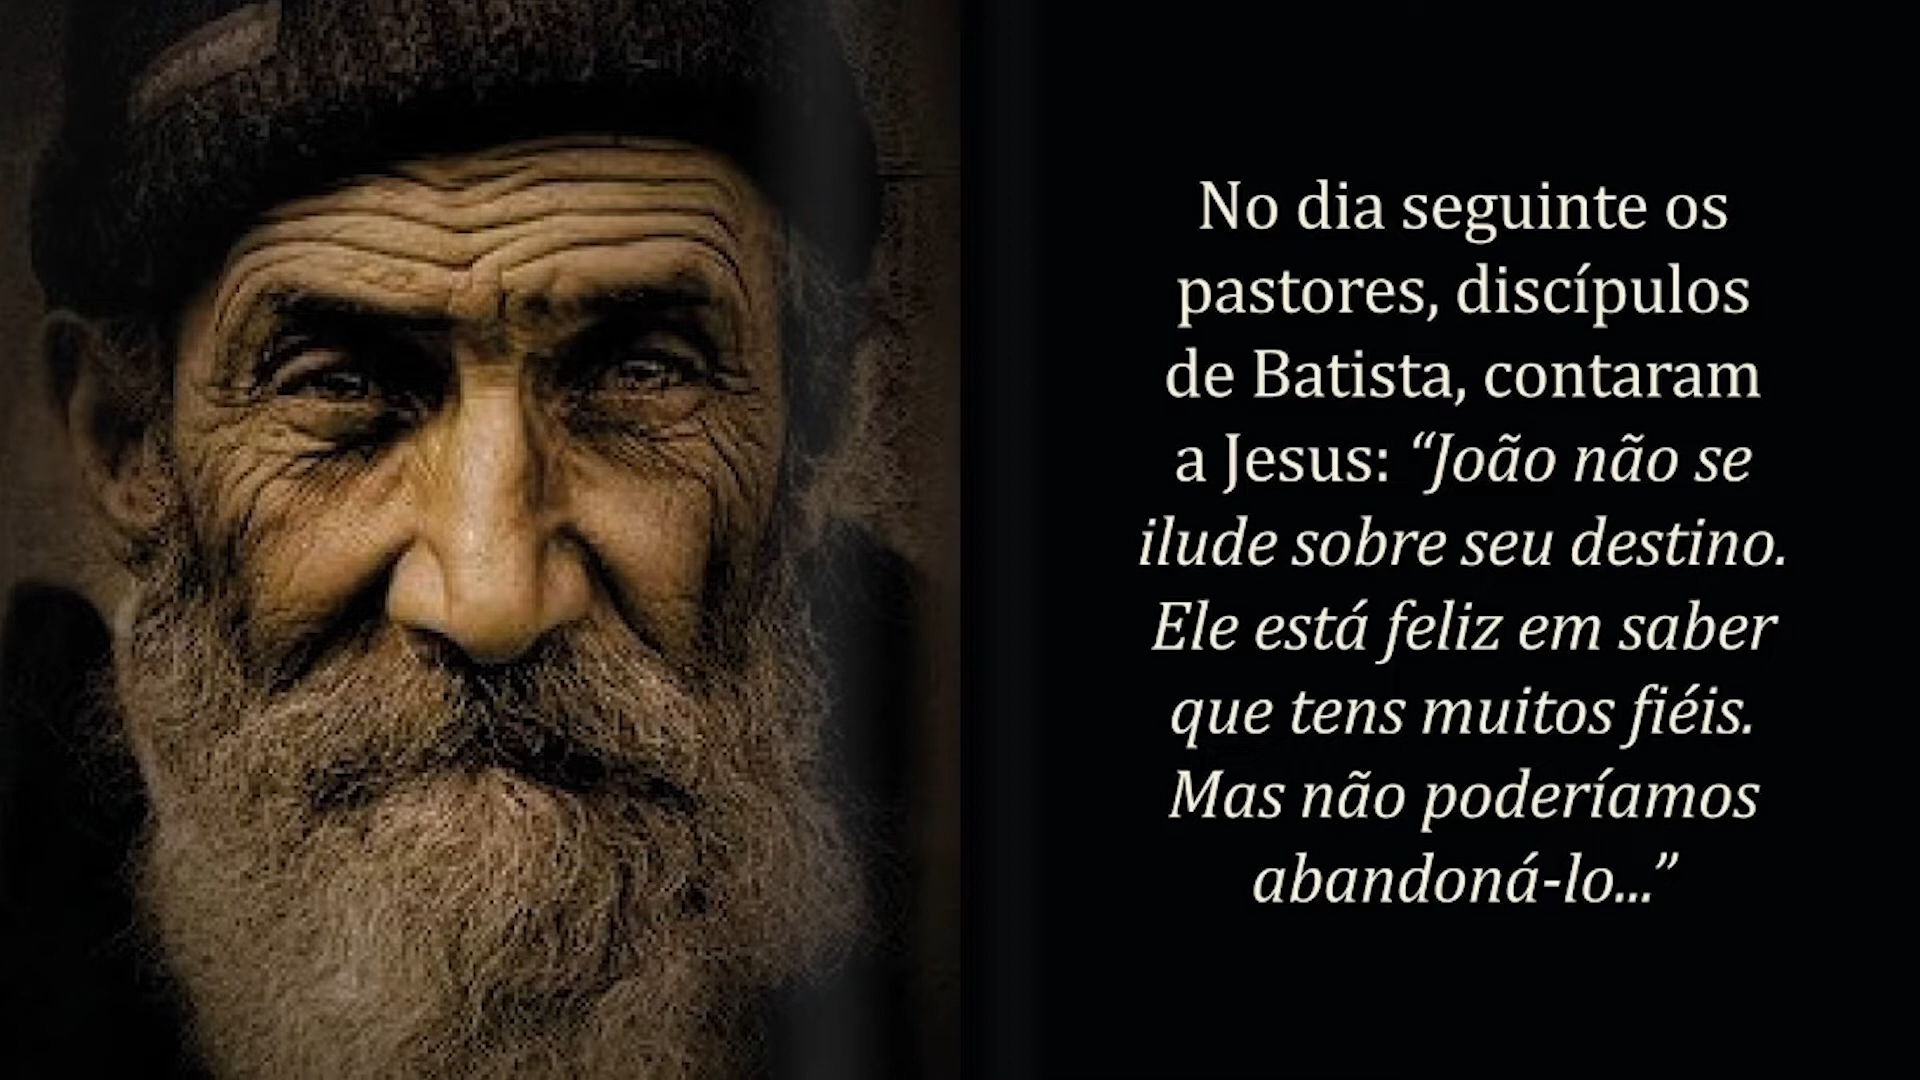 No dia seguinte os
pastores, discípulos
de Batista, contaram
a Jesus: “João não se
ilude sobre seu destino.
Ele está feliz em saber
que tens muitos fiéis.
Mas não poderíamos
abandoná-lo...”